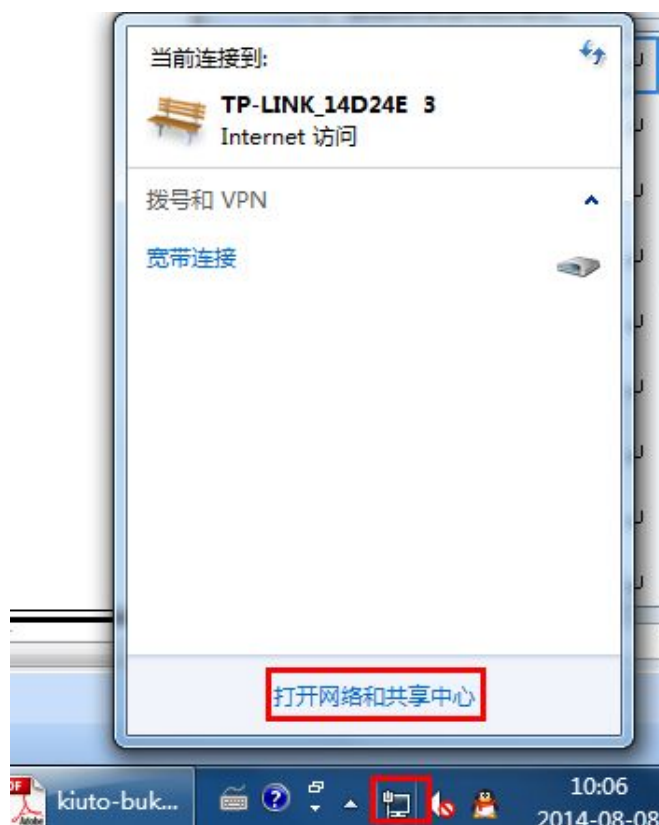 当前连接到:
TP-LINK_14D24E 3
Internet 访问
拨号和 VPN
宽带连接
打开网络和共享中心
kiuto-buk...
10:06
2014-08-08